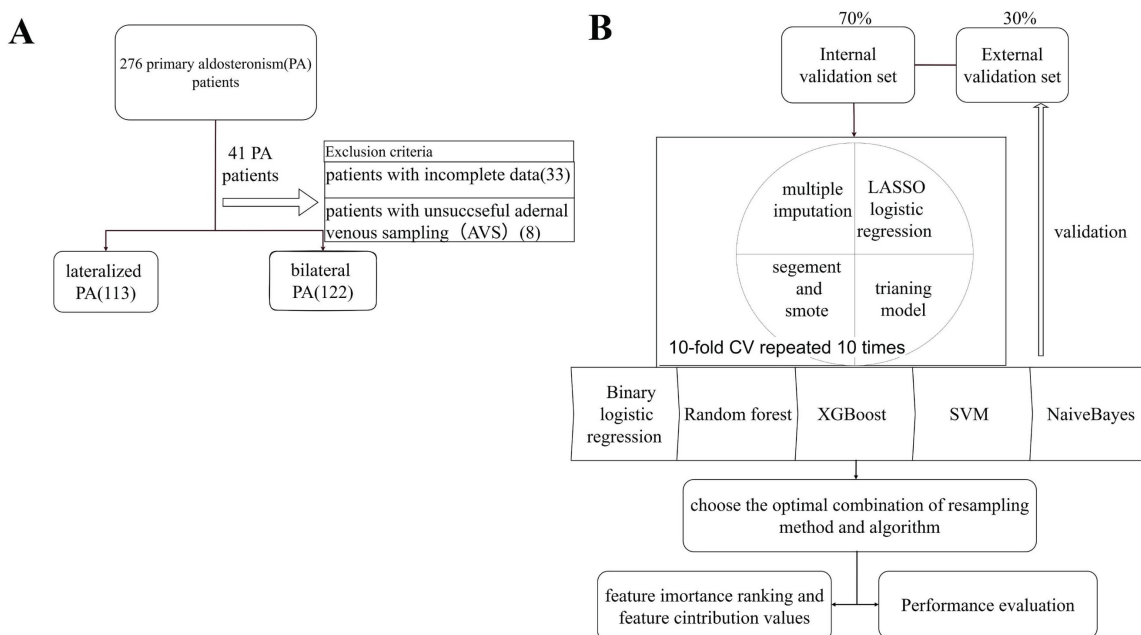 A
276 primary aldosteronism(PA)
patients
41 PA
patients
Exclusion criteria
patients with incomplete data(33)
patients with unsuccseful adernal
venous sampling（AVS）(8)
lateralized
PA(113)
bilateral
PA(122)
B
70%
30%
Internal
validation set
External
validation set
multiple
imputation
LASSO
logistic
regression
segement
and
smote
trianing
model
10-fold CV repeated 10 times
validation
Binary
logistic
regression
Random forest
XGBoost
SVM
NaiveBayes
choose the optimal combination of resampling
method and algorithm
feature imortance ranking and
feature cintribution values
Performance evaluation